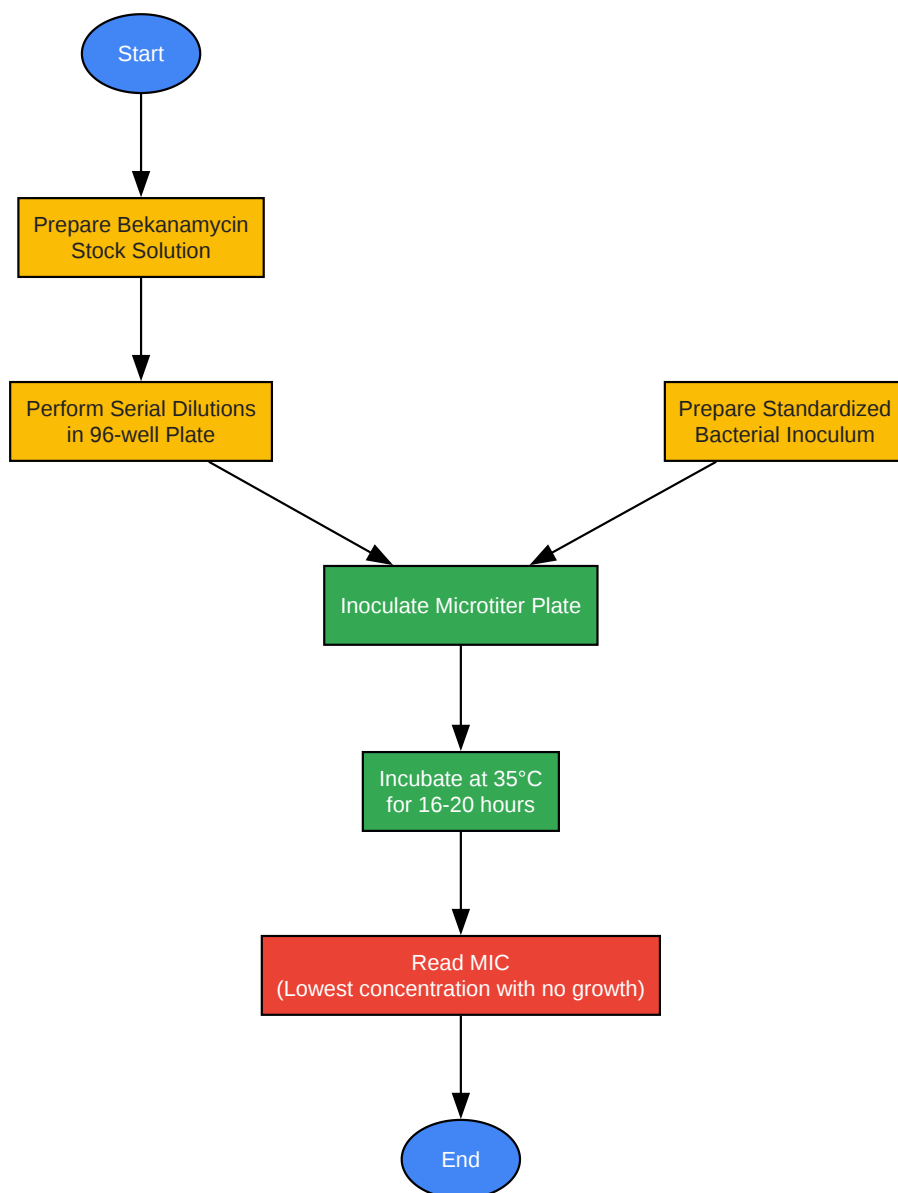 Start
Prepare Bekanamycin
Stock Solution
Perform Serial Dilutions
in 96-well Plate
Prepare Standardized
Bacterial Inoculum
Inoculate Microtiter Plate
Incubate at 35°C
for 16-20 hours
Read MIC
(Lowest concentration with no growth)
End